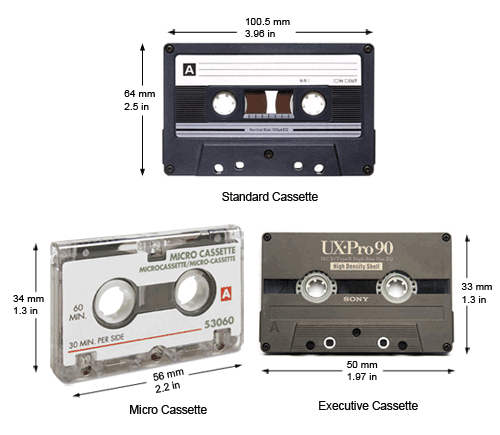 100.5 mm
3.96 in
64 mm
2.5 in
A
Standard Cassette
UX·Pro 90
High Density Shell
SONY
A
MICRO CASSETTE
MICROCASSETTE/MICRO-CASSETTE
60
MIN.
A
53060
30 MIN. PER SIDE
34 mm
1.3 in
33 mm
1.3 in
56 mm
2.2 in
50 mm
1.97 in
Micro Cassette
Executive Cassette